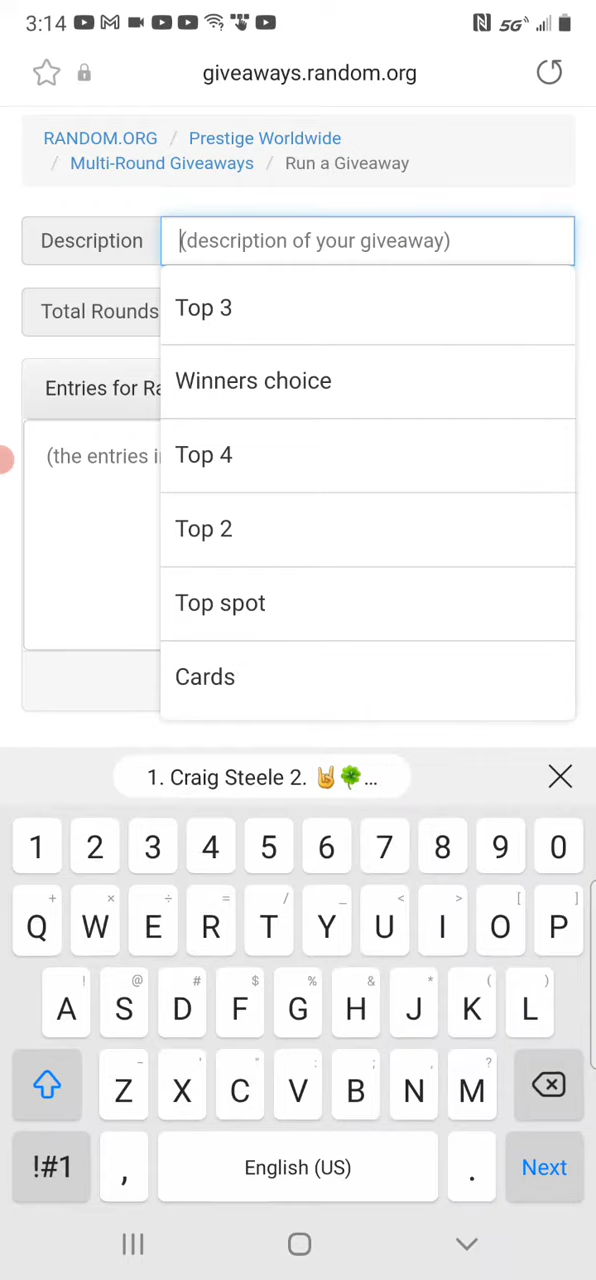 3:14
5G
giveaways.random.org
RANDOM.ORG / Prestige Worldwide
/ Multi-Round Giveaways / Run a Giveaway
Description (description of your giveaway)
Top 3
Total Rounds
Winners choice
Entries for Ra
(the entries i
Top 4
Top 2
Top spot
Cards
1. Craig Steele 2. 🤘🍀...
1 2 3 4 5 6 7 8 9 0
+ × ÷ = / _ < > [ ]
Q W E R T Y U I O P
! @ # $ % & * ( )
A S D F G H J K L
- ' " : ; , ?
Z X C V B N M
!#1 , English (US) . Next